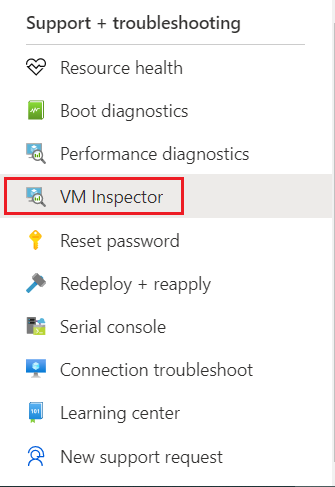 Support + troubleshooting
Resource health
Boot diagnostics
Performance diagnostics
VM Inspector
Reset password
Redeploy + reapply
Serial console
Connection troubleshoot
Learning center
New support request